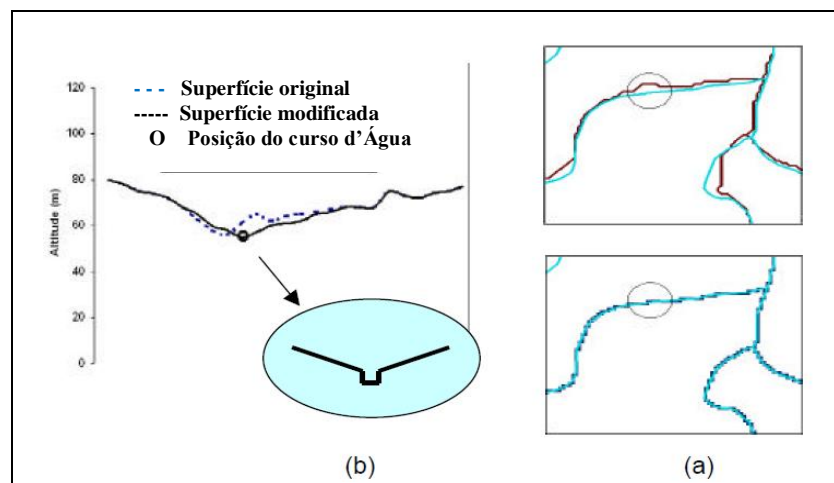 - - - Superfície original
----- Superfície modificada
O Posição do curso d’Água
Altitude (m)
120
100
80
60
40
20
0
(b)
(a)